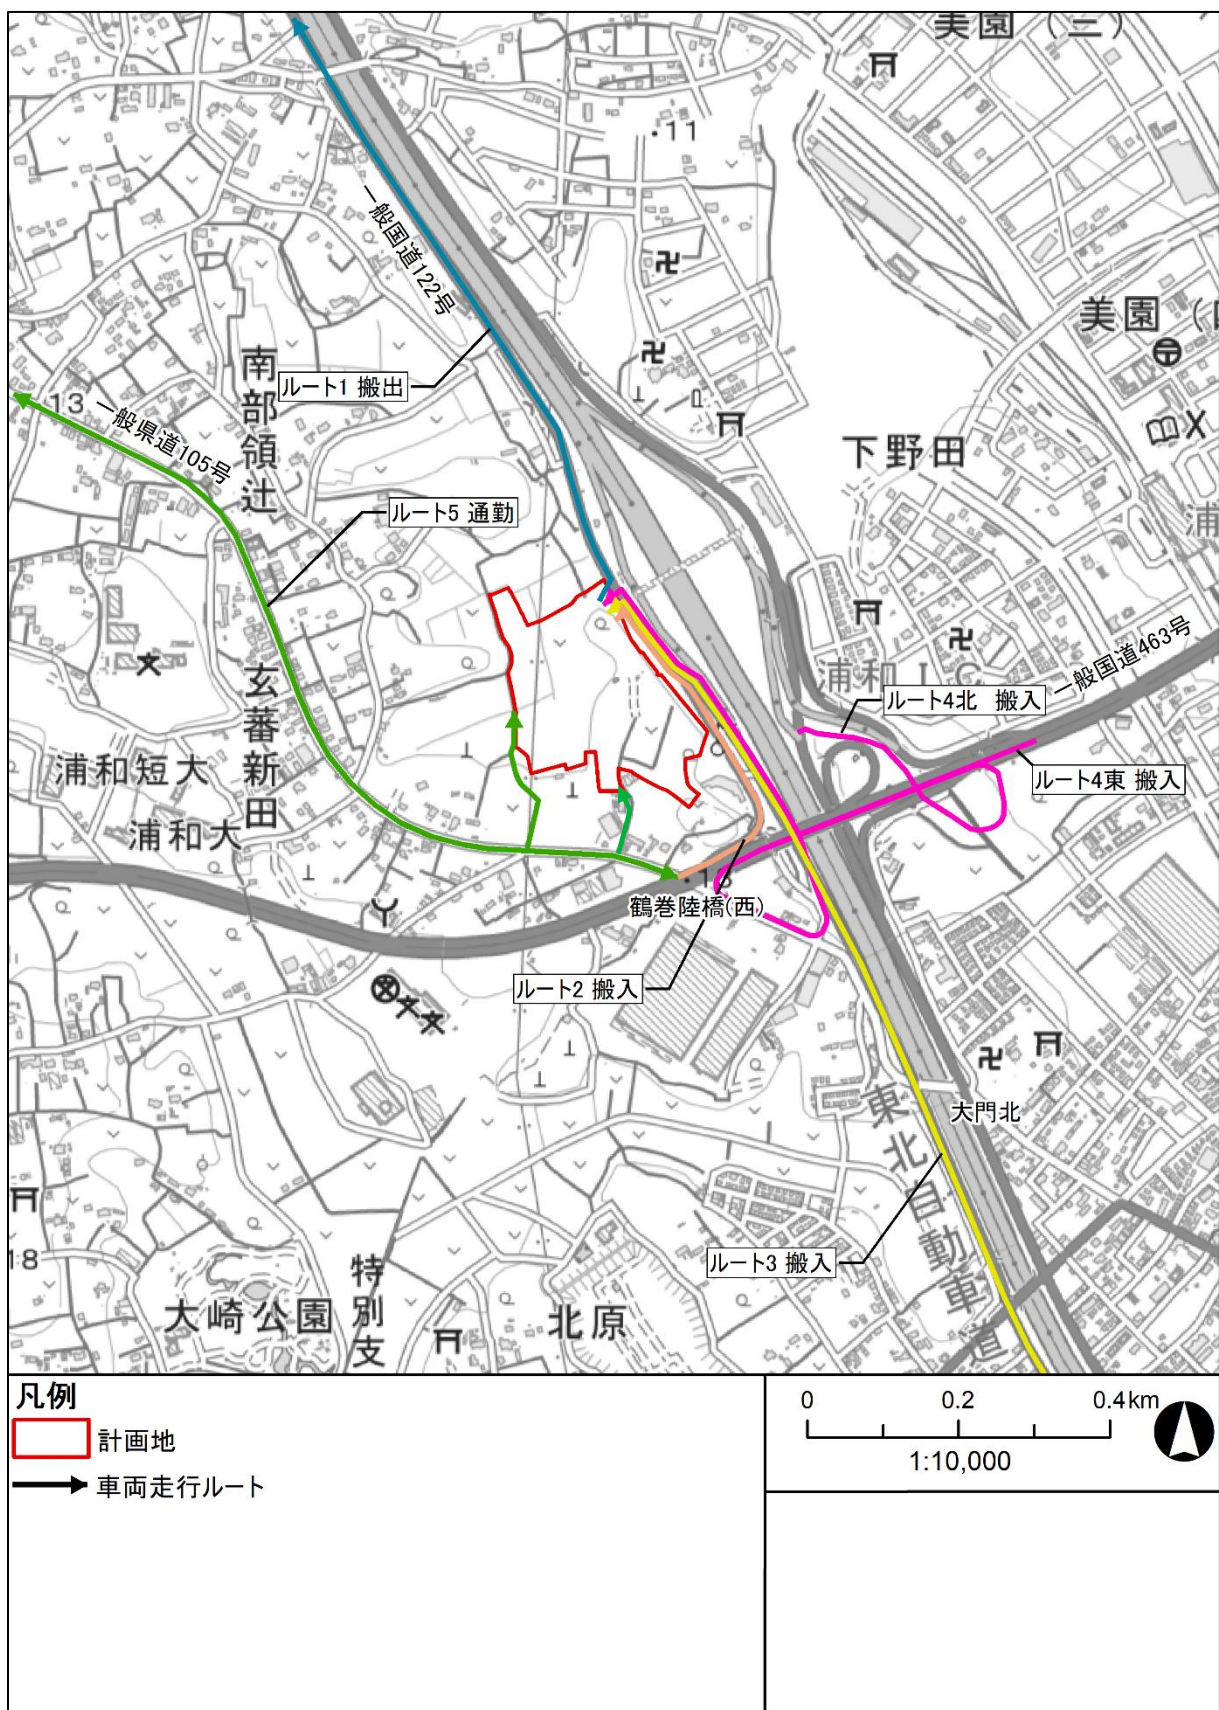 美園（三）
・11
一般国道122号
美園（
南部領辻
ルート1 搬出
13
一般県道105号
下野田
ルート5 通勤
浦
浦和ＩＣ
一般国道463号
ルート4北 搬入
ルート4東 搬入
玄蕃新田
浦和短大
浦和大
鶴巻陸橋(西)
ルート2 搬入
大門北
東北自動車道
ルート3 搬入
18
大崎公園
特別支
北原
凡例
計画地
車両走行ルート
0 0.2 0.4km
1:10,000